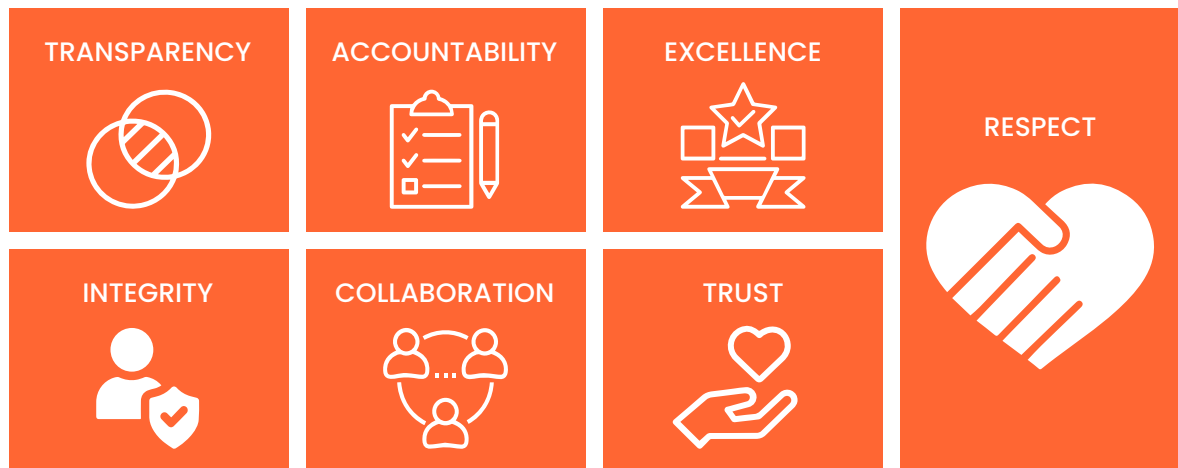 TRANSPARENCY
ACCOUNTABILITY
EXCELLENCE
RESPECT
INTEGRITY
COLLABORATION
TRUST